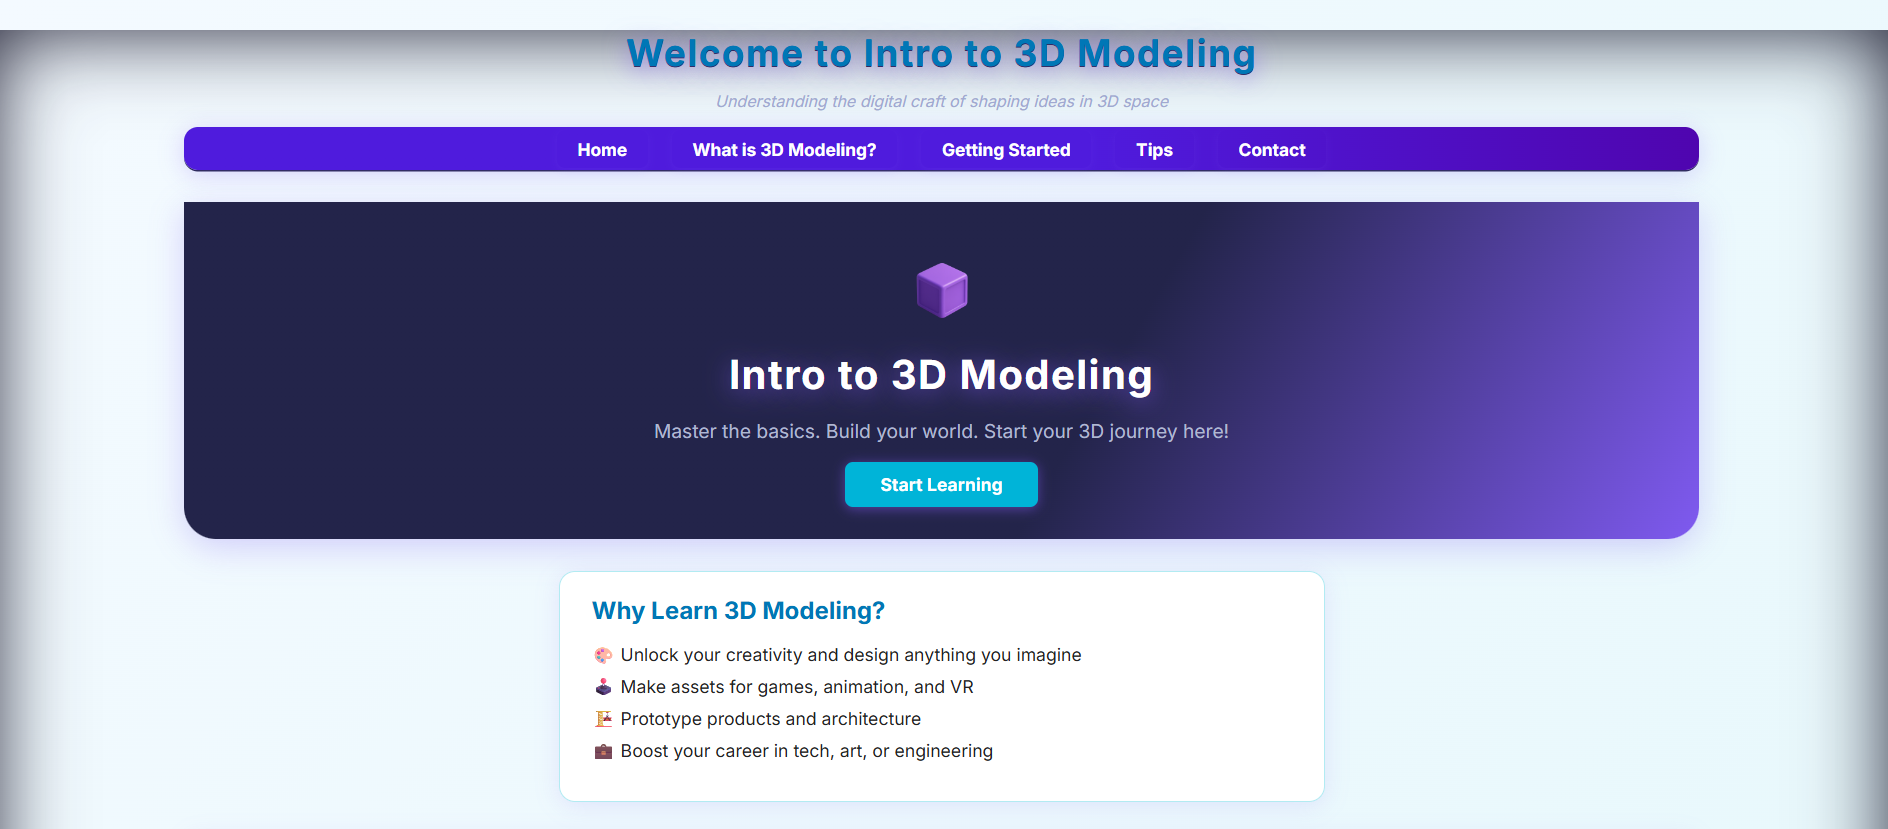 Welcome to Intro to 3D Modeling
Understanding the digital craft of shaping ideas in 3D space
Home What is 3D Modeling? Getting Started Tips Contact
Intro to 3D Modeling
Master the basics. Build your world. Start your 3D journey here!
Start Learning
Why Learn 3D Modeling?
Unlock your creativity and design anything you imagine
Make assets for games, animation, and VR
Prototype products and architecture
Boost your career in tech, art, or engineering